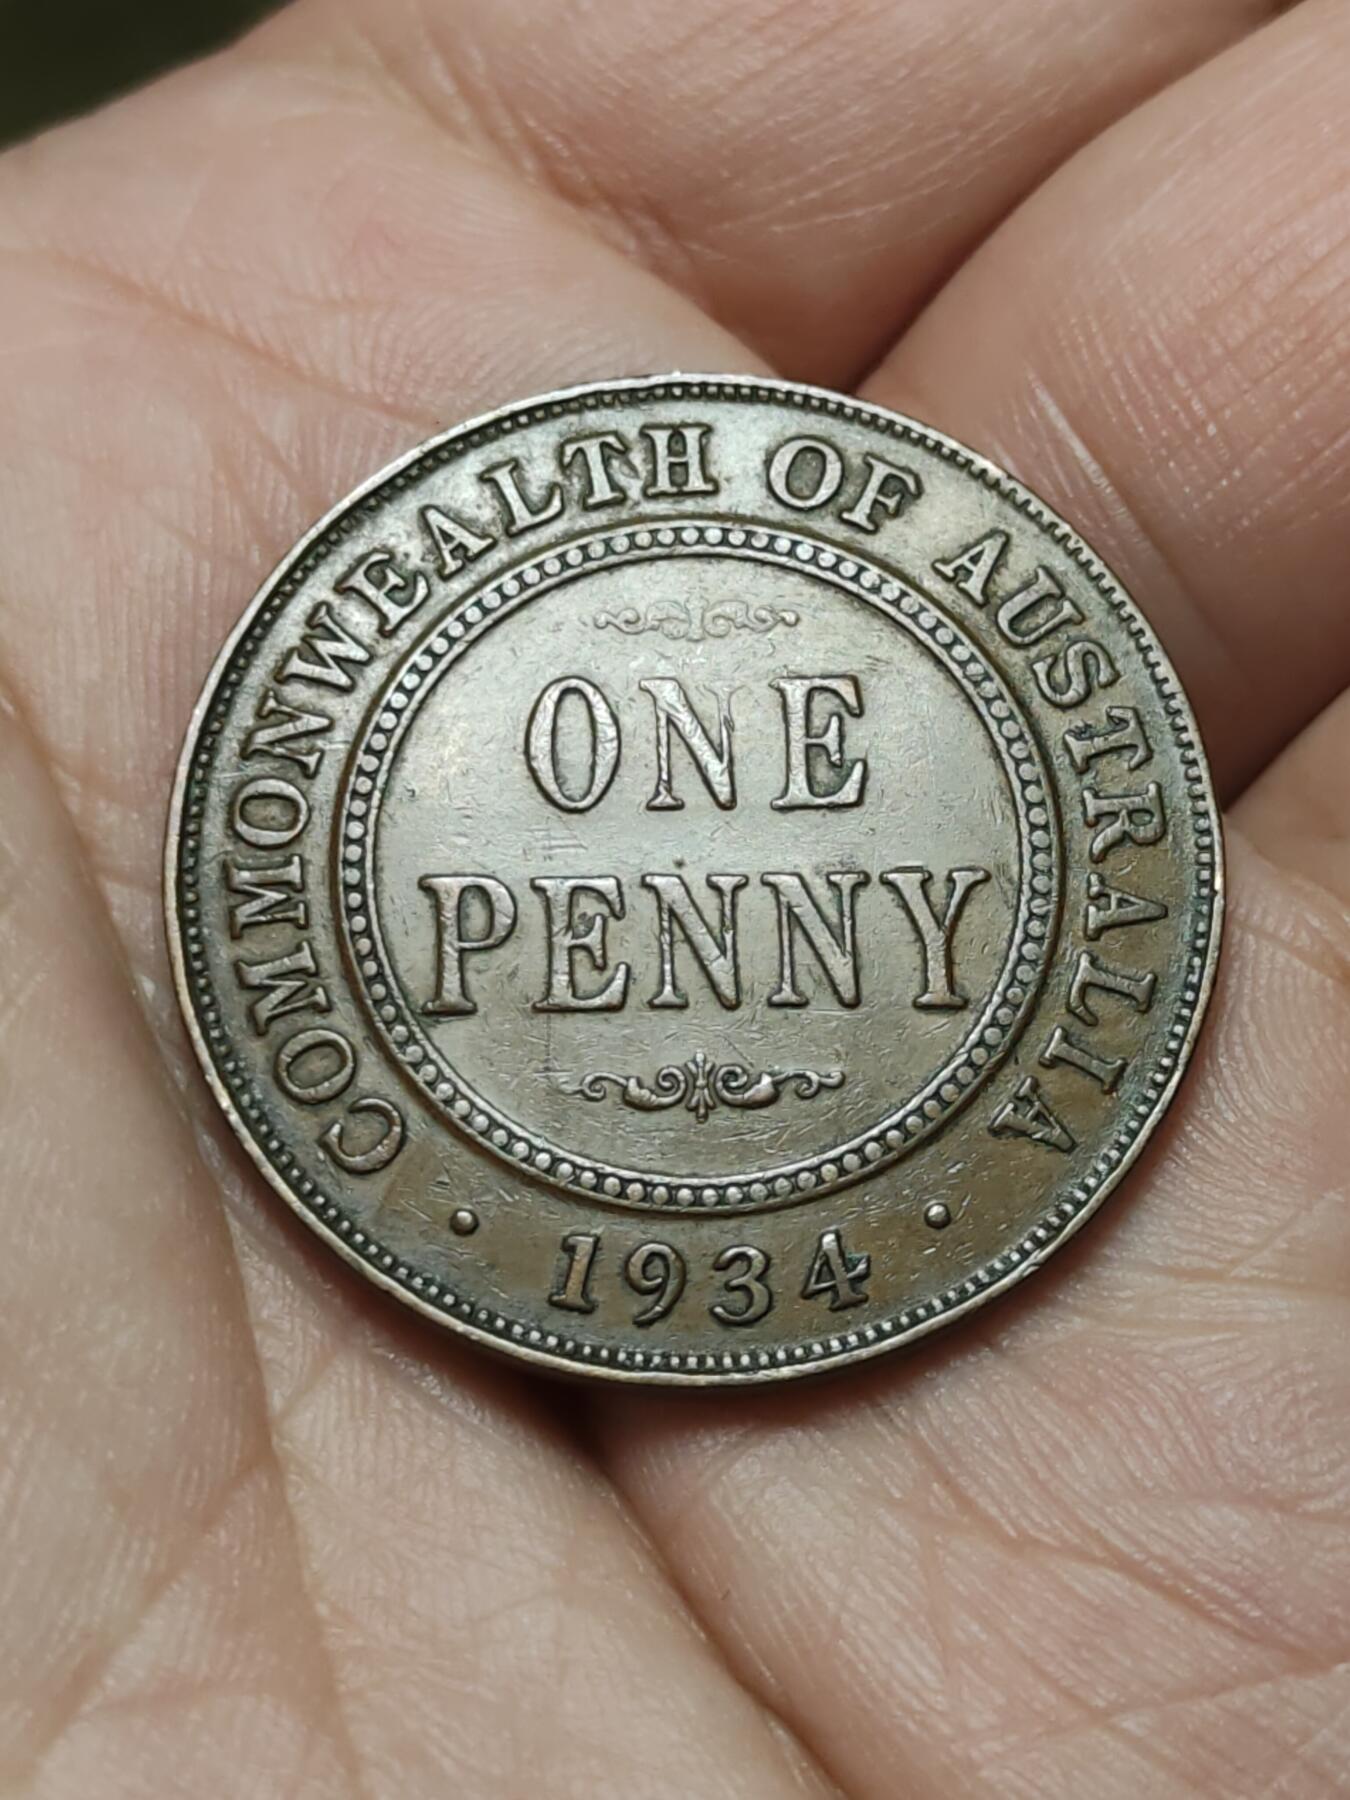 COMMONWEALTH OF AUSTRALIA
ONE
PENNY
· 1934 ·